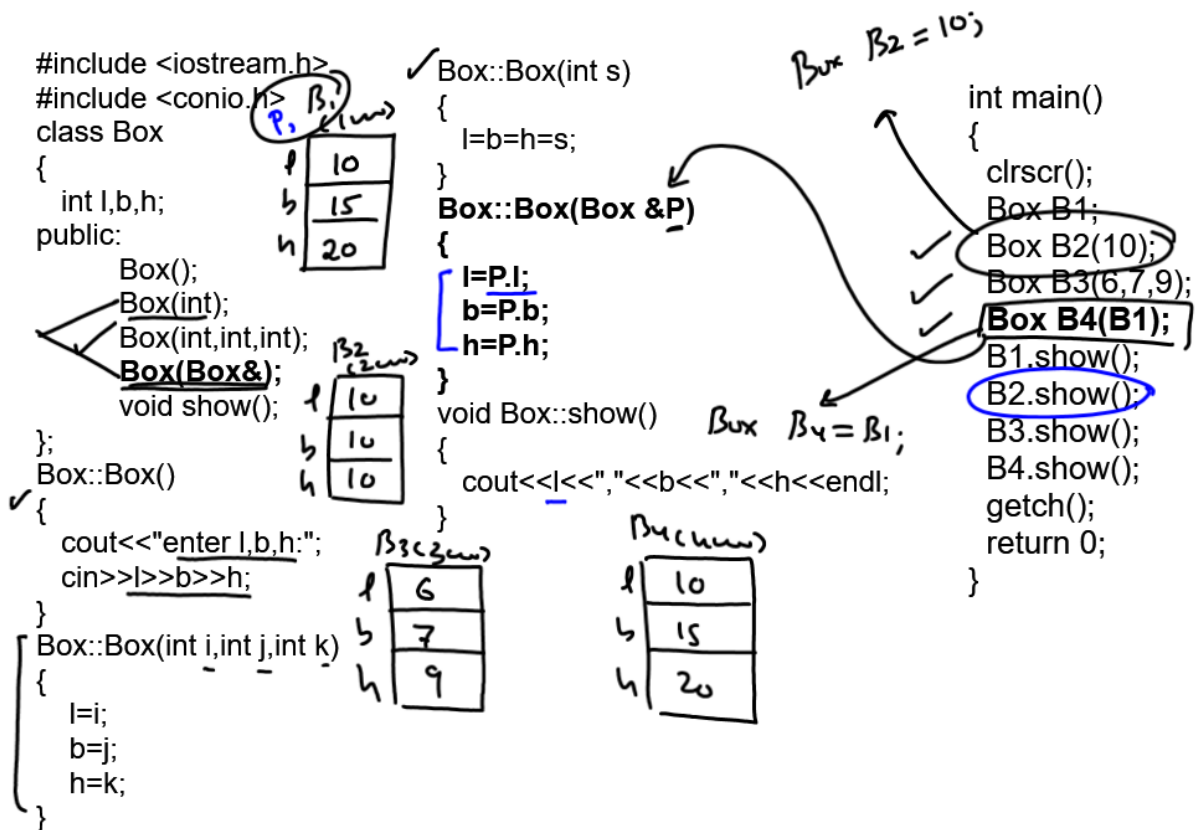 #include <iostream.h>
#include <conio.h>
class Box
{
int l,b,h;
public:
Box();
Box(int);
Box(int,int,int);
Box(Box&);
void show();
};
Box::Box()
{
cout<<"enter l,b,h:";
cin>>l>>b>>h;
}
Box::Box(int i,int j,int k)
{
l=i;
b=j;
h=k;
}
P, B1
l 10
b 15
h 20
B2
l 10
b 10
h 10
Box::Box(int s)
{
l=b=h=s;
}
Box::Box(Box &P)
{
l=P.l;
b=P.b;
h=P.h;
}
void Box::show()
{
cout<<l<<","<<b<<","<<h<<endl;
}
B3
l 6
b 7
h 9
B4
l 10
b 15
h 20
Box B2=10;
Box B4=B1;
int main()
{
clrscr();
Box B1;
Box B2(10);
Box B3(6,7,9);
Box B4(B1);
B1.show();
B2.show();
B3.show();
B4.show();
getch();
return 0;
}